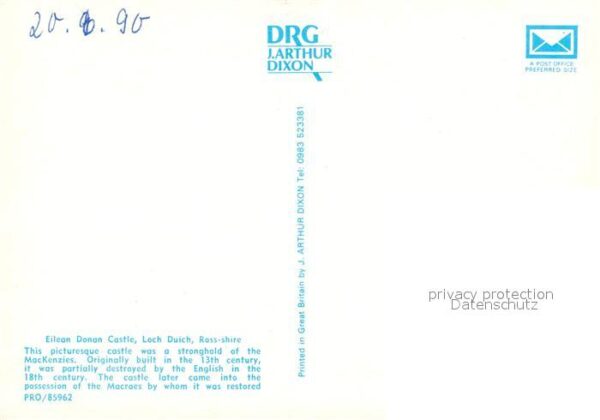 20. 8. 90
DRG
J. ARTHUR
DIXON
A POST OFFICE
PREFERRED SIZE
Printed in Great Britain by J. ARTHUR DIXON Tel: 0983 523381
privacy protection
Datenschutz
Eilean Donan Castle, Loch Duich, Ross-shire
This picturesque castle was a stronghold of the
MacKenzies. Originally built in the 13th century,
it was partially destroyed by the English in the
18th century. The castle later came into the
possession of the Macraes by whom it was restored
PRO/85962